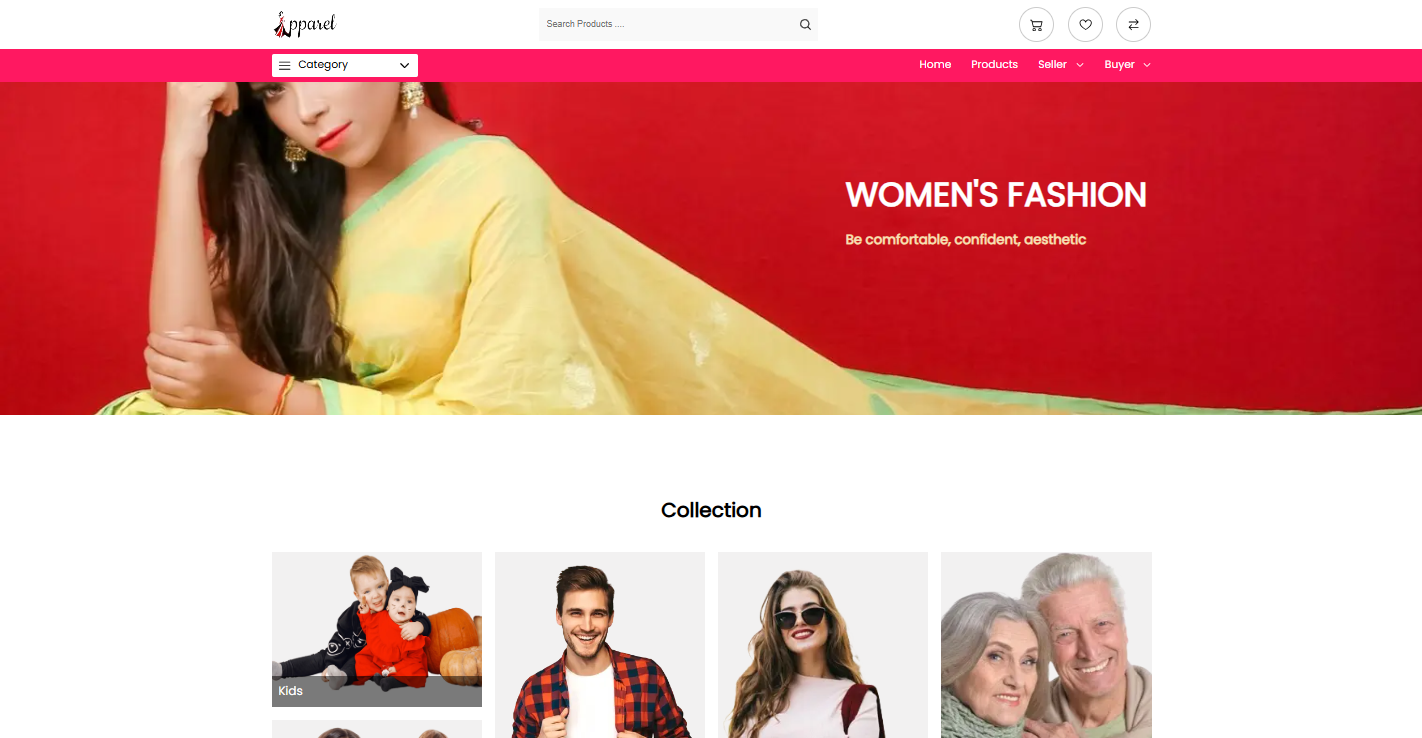 Apparel
Search Products ....
Category
Home Products Seller Buyer
WOMEN'S FASHION
Be comfortable, confident, aesthetic
Collection
Kids